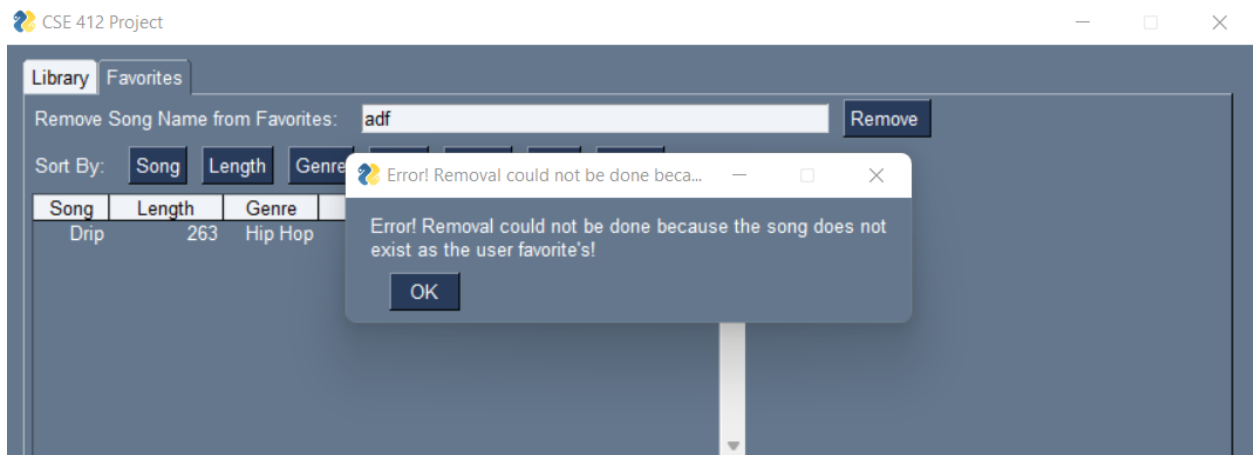 CSE 412 Project
Library Favorites
Remove Song Name from Favorites: adf Remove
Sort By: Song Length Genre
Error! Removal could not be done beca...
Song Length Genre
Error! Removal could not be done because the song does not
Drip 263 Hip Hop
exist as the user favorite's!
OK